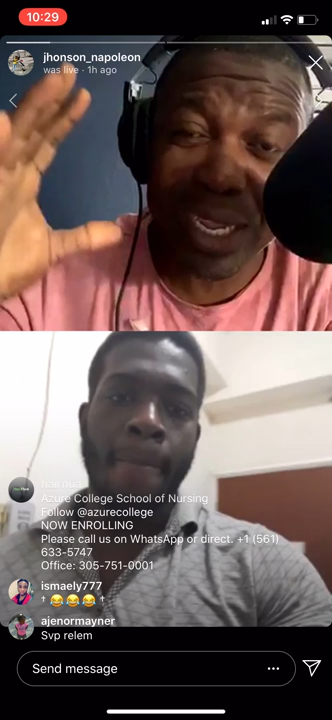 10:29
jhonson_napoleon
was live · 1h ago
Azure College School of Nursing
Follow @azurecollege
NOW ENROLLING
Please call us on WhatsApp or direct. +1 (561)
633-5747
Office: 305-751-0001
ismaely777
† 😂😂😂 †
ajenormayner
Svp relem
Send message